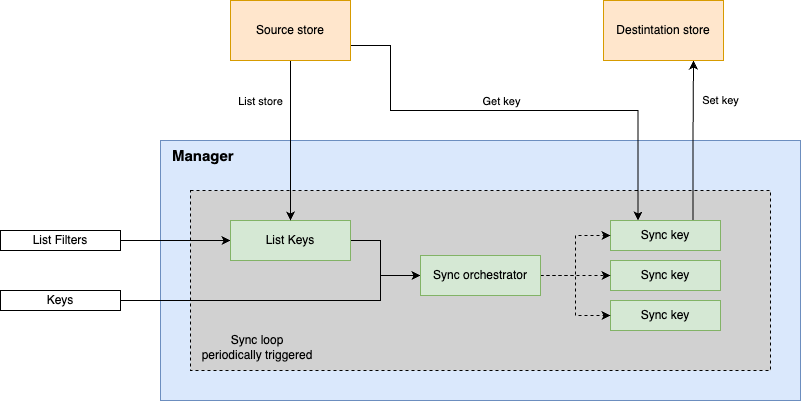 Source store
Destintation store
List store
Get key
Set key
Manager
List Filters
List Keys
Sync key
Sync orchestrator
Sync key
Keys
Sync key
Sync loop
periodically triggered